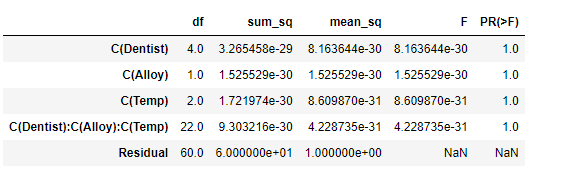 df sum_sq mean_sq F PR(>F)
C(Dentist) 4.0 3.265458e-29 8.163644e-30 8.163644e-30 1.0
C(Alloy) 1.0 1.525529e-30 1.525529e-30 1.525529e-30 1.0
C(Temp) 2.0 1.721974e-30 8.609870e-31 8.609870e-31 1.0
C(Dentist):C(Alloy):C(Temp) 22.0 9.303216e-30 4.228735e-31 4.228735e-31 1.0
Residual 60.0 6.000000e+01 1.000000e+00 NaN NaN